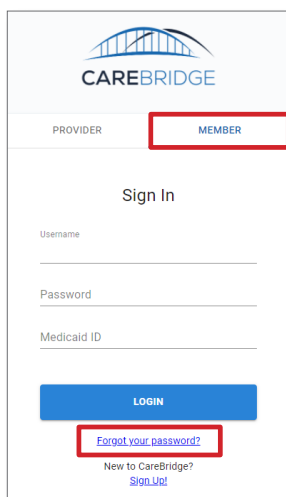 CAREBRIDGE
PROVIDER MEMBER
Sign In
Username
Password
Medicaid ID
LOGIN
Forgot your password?
New to CareBridge?
Sign Up!